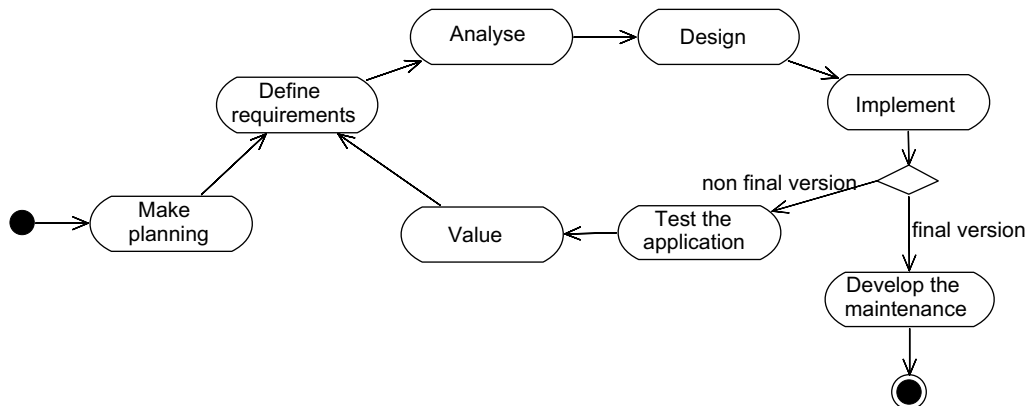 Analyse
Design
Define
requirements
Implement
non final version
Make
planning
Value
Test the
application
final version
Develop the
maintenance